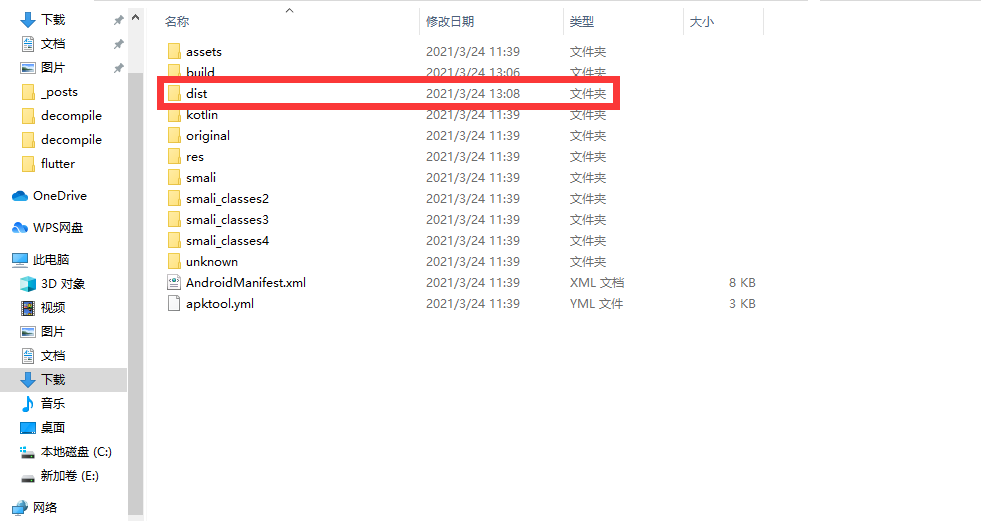 下载
文档
图片
_posts
decompile
decompile
flutter
OneDrive
WPS网盘
此电脑
3D 对象
视频
图片
文档
下载
音乐
桌面
本地磁盘 (C:)
新加卷 (E:)
网络
名称 修改日期 类型 大小
assets 2021/3/24 11:39 文件夹
build 2021/3/24 13:06 文件夹
dist 2021/3/24 13:08 文件夹
kotlin 2021/3/24 11:39 文件夹
original 2021/3/24 11:39 文件夹
res 2021/3/24 11:39 文件夹
smali 2021/3/24 11:39 文件夹
smali_classes2 2021/3/24 11:39 文件夹
smali_classes3 2021/3/24 11:39 文件夹
smali_classes4 2021/3/24 11:39 文件夹
unknown 2021/3/24 11:39 文件夹
AndroidManifest.xml 2021/3/24 11:39 XML 文档 8 KB
apktool.yml 2021/3/24 11:39 YML 文件 3 KB